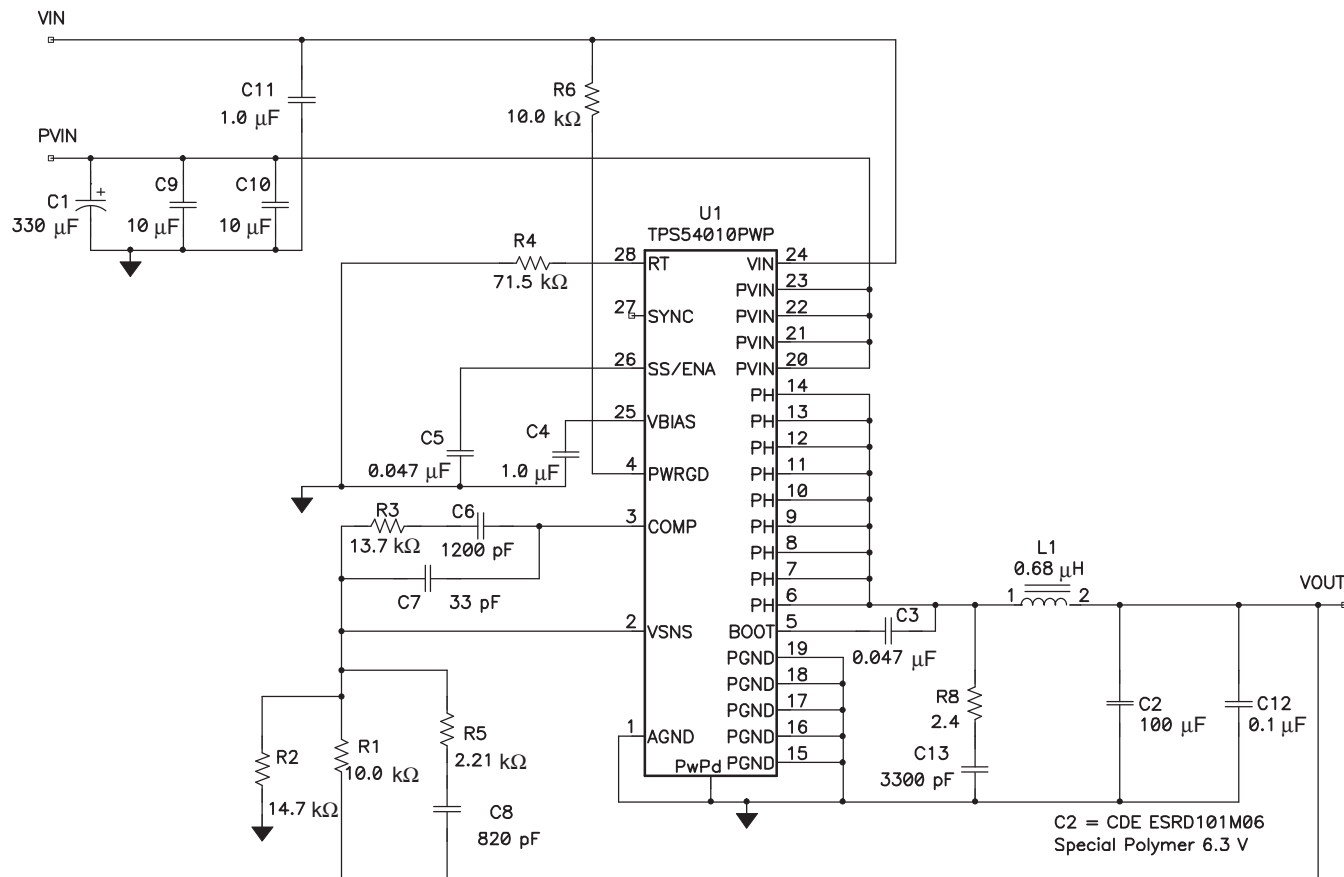 VIN
C11
1.0 μF
R6
10.0 kΩ
PVIN
C1
+
330 μF
C9
10 μF
C10
10 μF
U1
TPS54010PWP
R4
71.5 kΩ
28
RT
27
SYNC
26
SS/ENA
25
VBIAS
4
PWRGD
3
COMP
2
VSNS
1
AGND
PwPd
VIN
24
PVIN
23
PVIN
22
PVIN
21
PVIN
20
PH
14
PH
13
PH
12
PH
11
PH
10
PH
9
PH
8
PH
7
PH
6
BOOT
5
PGND
19
PGND
18
PGND
17
PGND
16
PGND
15
C5
0.047 μF
C4
1.0 μF
R3
13.7 kΩ
C6
1200 pF
C7
33 pF
R2
14.7 kΩ
R1
10.0 kΩ
R5
2.21 kΩ
C8
820 pF
C3
0.047 μF
L1
0.68 μH
1
2
VOUT
R8
2.4
C13
3300 pF
C2
100 μF
C12
0.1 μF
C2 = CDE ESRD101M06
Special Polymer 6.3 V